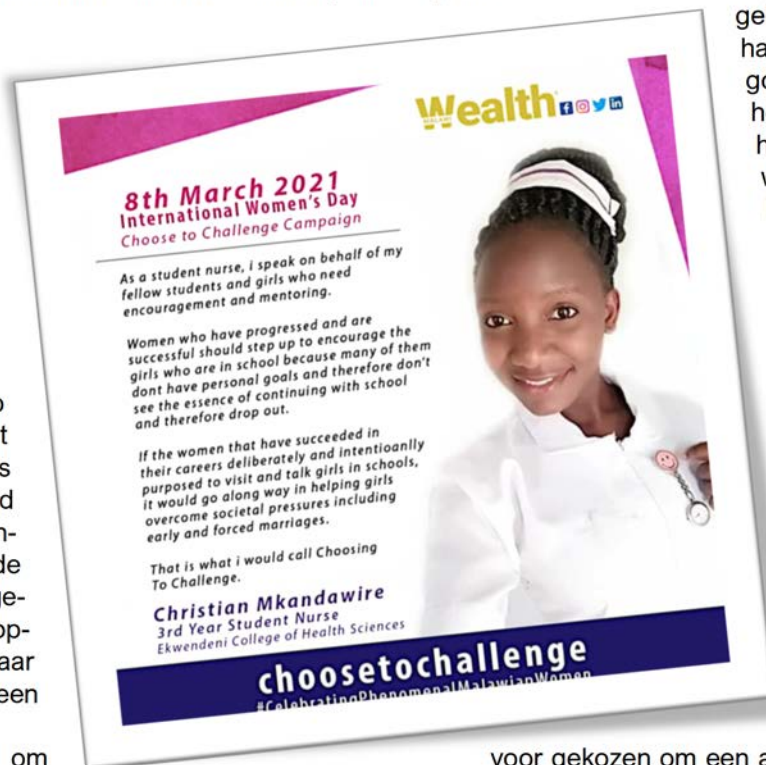 ge
ha
go
h
h
Wealth
MALAWI
8th March 2021
International Women's Day
Choose to Challenge Campaign
As a student nurse, i speak on behalf of my
fellow students and girls who need
encouragement and mentoring.
Women who have progressed and are
successful should step up to encourage the
girls who are in school because many of them
dont have personal goals and therefore don't
see the essence of continuing with school
and therefore drop out.
If the women that have succeeded in
their careers deliberately and intentioanlly
purposed to visit and talk girls in schools,
it would go along way in helping girls
overcome societal pressures including
early and forced marriages.
That is what i would call Choosing
To Challenge.
Christian Mkandawire
3rd Year Student Nurse
Ekwendeni College of Health Sciences
choosetochallenge
#CelebratingPhenomenalMalawianWomen
t
s
d
n-
de
ge-
op-
aar
een
om
voor gekozen om een a